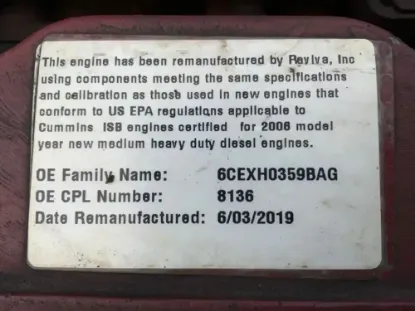 This engine has been remanufactured by Reviva, Inc
using components meeting the same specifications
and calibration as those used in new engines that
conform to US EPA regulations applicable to
Cummins ISB engines certified for 2006 model
year new medium heavy duty diesel engines.
OE Family Name: 6CEXH0359BAG
OE CPL Number: 8136
Date Remanufactured: 6/03/2019